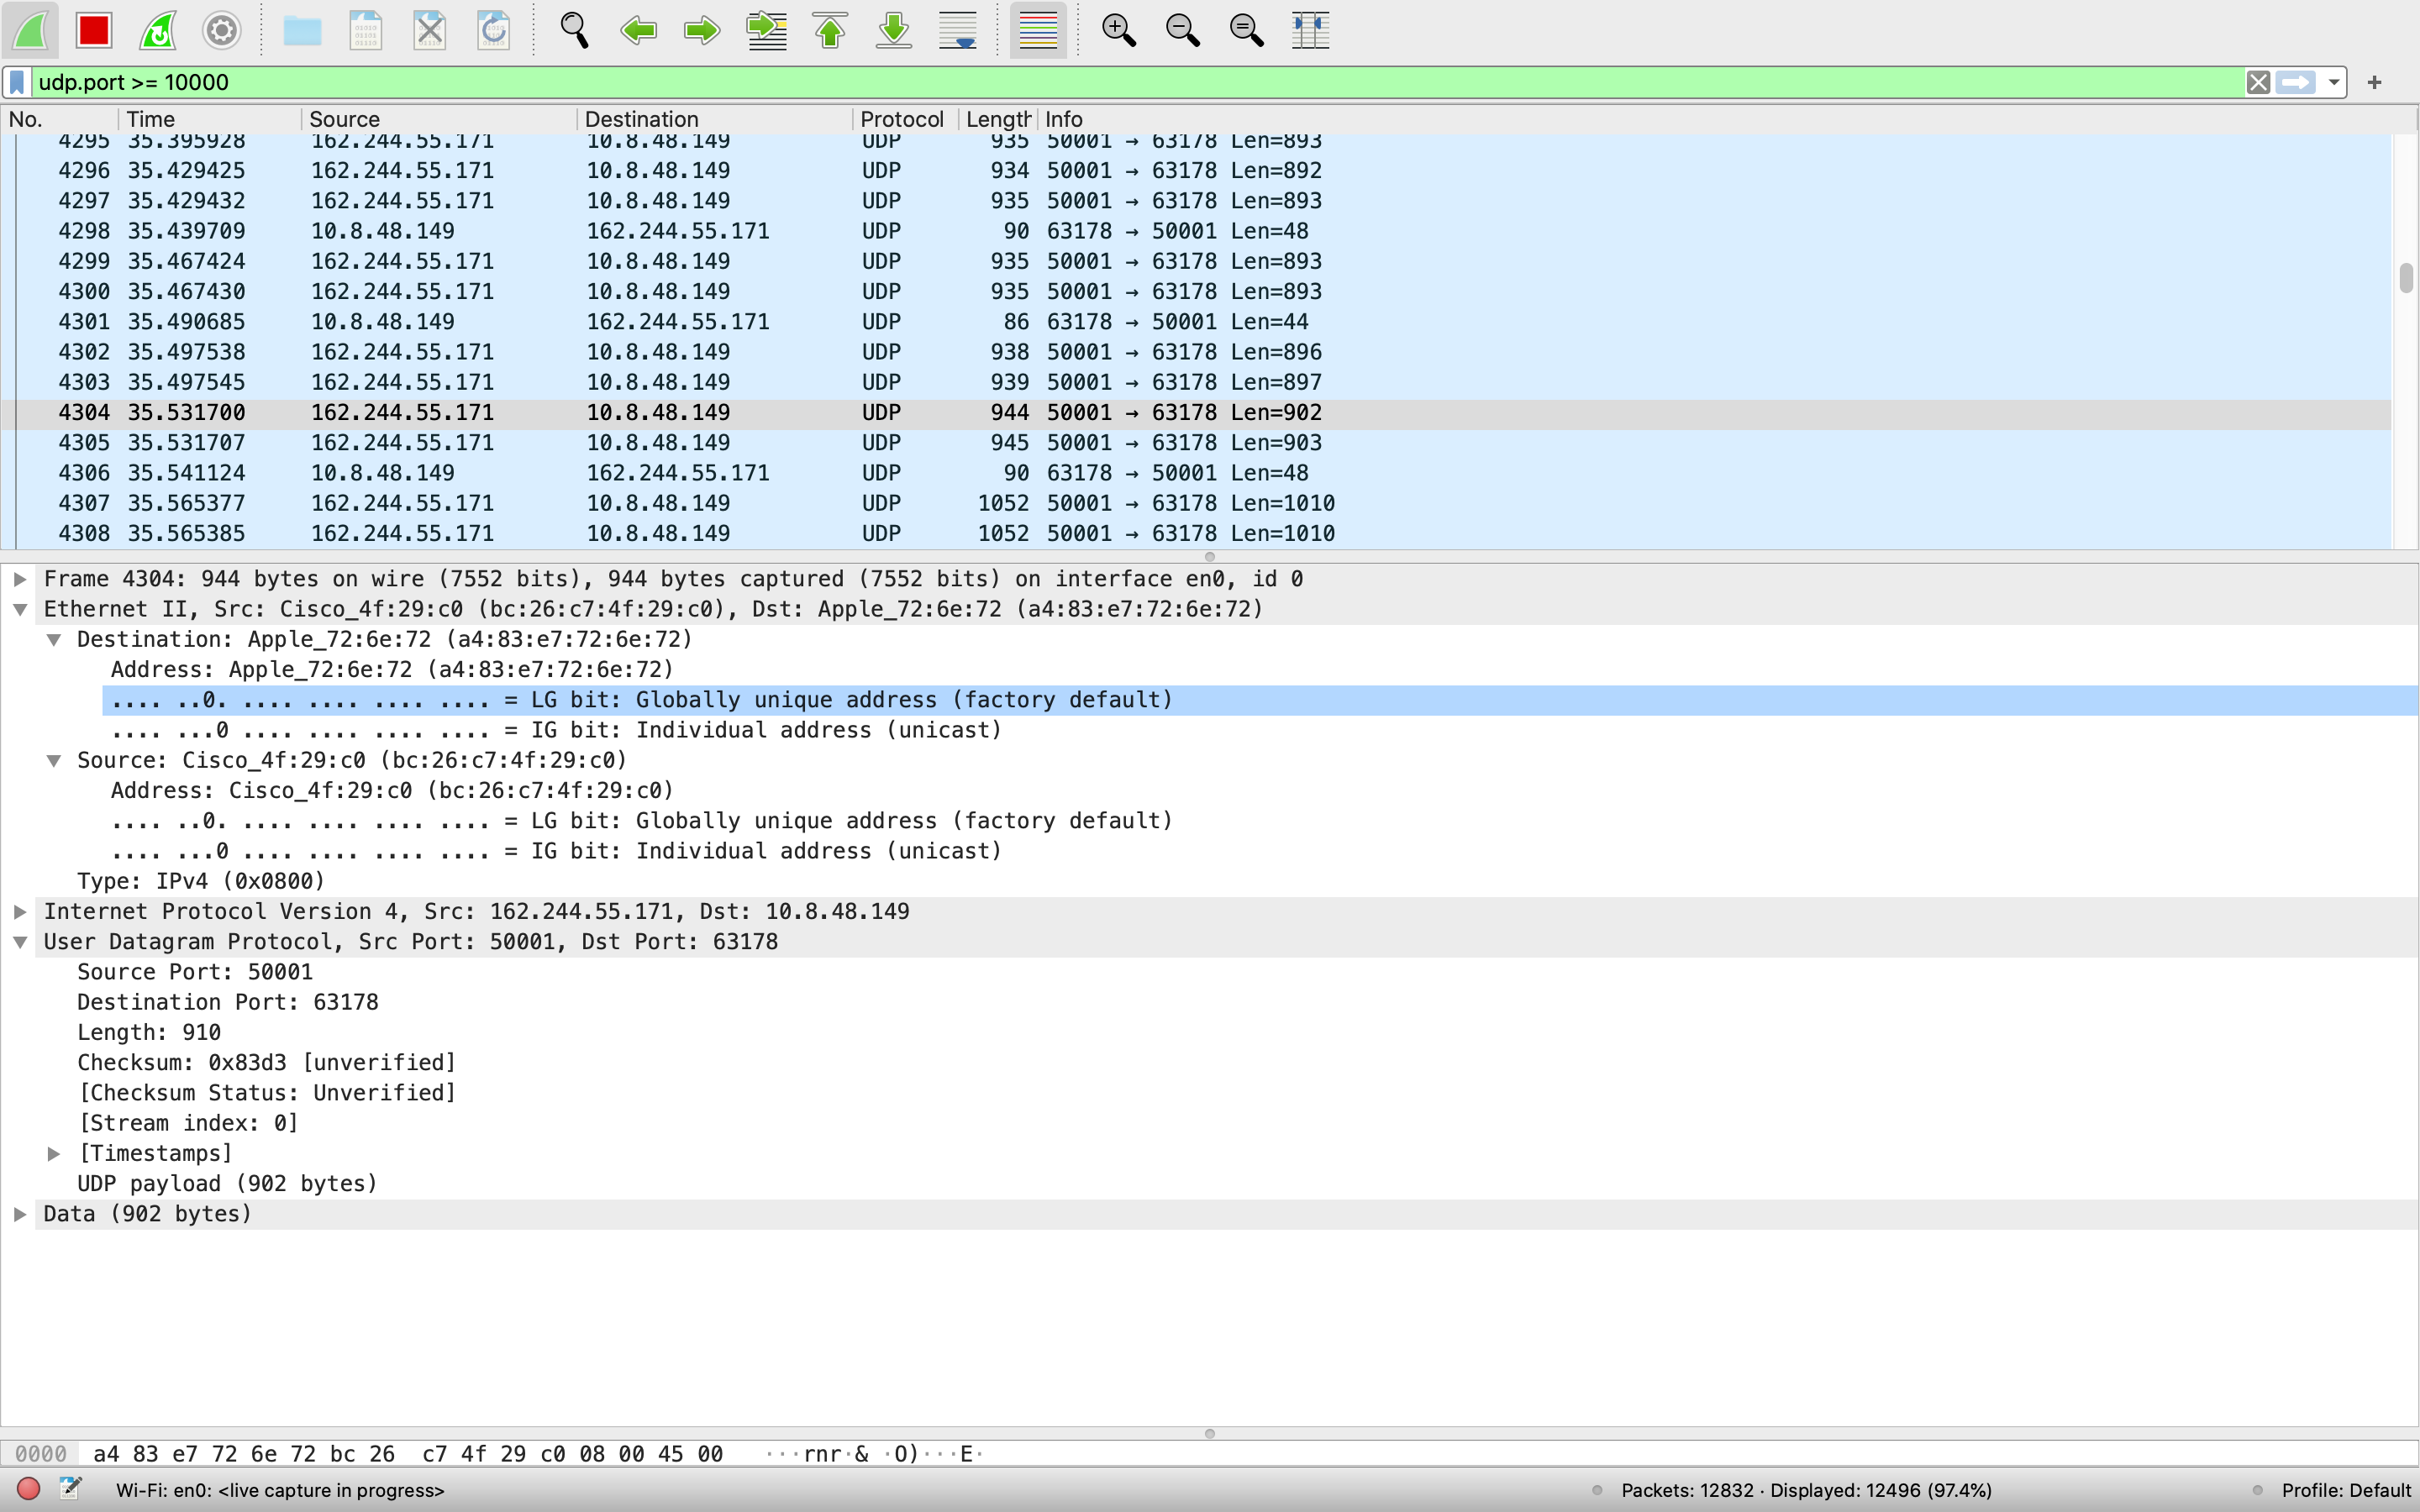 udp.port >= 10000
No. Time Source Destination Protocol Length Info
4295 35.395928 162.244.55.171 10.8.48.149 UDP 935 50001 → 63178 Len=893
4296 35.429425 162.244.55.171 10.8.48.149 UDP 934 50001 → 63178 Len=892
4297 35.429432 162.244.55.171 10.8.48.149 UDP 935 50001 → 63178 Len=893
4298 35.439709 10.8.48.149 162.244.55.171 UDP 90 63178 → 50001 Len=48
4299 35.467424 162.244.55.171 10.8.48.149 UDP 935 50001 → 63178 Len=893
4300 35.467430 162.244.55.171 10.8.48.149 UDP 935 50001 → 63178 Len=893
4301 35.490685 10.8.48.149 162.244.55.171 UDP 86 63178 → 50001 Len=44
4302 35.497538 162.244.55.171 10.8.48.149 UDP 938 50001 → 63178 Len=896
4303 35.497545 162.244.55.171 10.8.48.149 UDP 939 50001 → 63178 Len=897
4304 35.531700 162.244.55.171 10.8.48.149 UDP 944 50001 → 63178 Len=902
4305 35.531707 162.244.55.171 10.8.48.149 UDP 945 50001 → 63178 Len=903
4306 35.541124 10.8.48.149 162.244.55.171 UDP 90 63178 → 50001 Len=48
4307 35.565377 162.244.55.171 10.8.48.149 UDP 1052 50001 → 63178 Len=1010
4308 35.565385 162.244.55.171 10.8.48.149 UDP 1052 50001 → 63178 Len=1010
Frame 4304: 944 bytes on wire (7552 bits), 944 bytes captured (7552 bits) on interface en0, id 0
Ethernet II, Src: Cisco_4f:29:c0 (bc:26:c7:4f:29:c0), Dst: Apple_72:6e:72 (a4:83:e7:72:6e:72)
Destination: Apple_72:6e:72 (a4:83:e7:72:6e:72)
Address: Apple_72:6e:72 (a4:83:e7:72:6e:72)
.... ..0. .... .... .... .... = LG bit: Globally unique address (factory default)
.... ...0 .... .... .... .... = IG bit: Individual address (unicast)
Source: Cisco_4f:29:c0 (bc:26:c7:4f:29:c0)
Address: Cisco_4f:29:c0 (bc:26:c7:4f:29:c0)
.... ..0. .... .... .... .... = LG bit: Globally unique address (factory default)
.... ...0 .... .... .... .... = IG bit: Individual address (unicast)
Type: IPv4 (0x0800)
Internet Protocol Version 4, Src: 162.244.55.171, Dst: 10.8.48.149
User Datagram Protocol, Src Port: 50001, Dst Port: 63178
Source Port: 50001
Destination Port: 63178
Length: 910
Checksum: 0x83d3 [unverified]
[Checksum Status: Unverified]
[Stream index: 0]
[Timestamps]
UDP payload (902 bytes)
Data (902 bytes)
0000 a4 83 e7 72 6e 72 bc 26 c7 4f 29 c0 08 00 45 00 ···rnr·& ·O)···E·
Wi-Fi: en0: <live capture in progress> Packets: 12832 · Displayed: 12496 (97.4%) Profile: Default